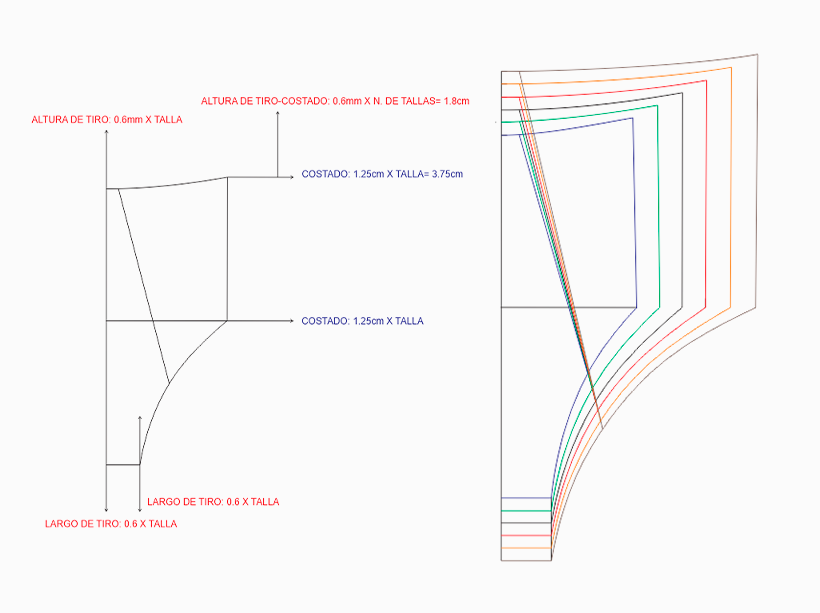 ALTURA DE TIRO-COSTADO: 0.6mm X N. DE TALLAS= 1.8cm
ALTURA DE TIRO: 0.6mm X TALLA
COSTADO: 1.25cm X TALLA= 3.75cm
COSTADO: 1.25cm X TALLA
LARGO DE TIRO: 0.6 X TALLA
LARGO DE TIRO: 0.6 X TALLA